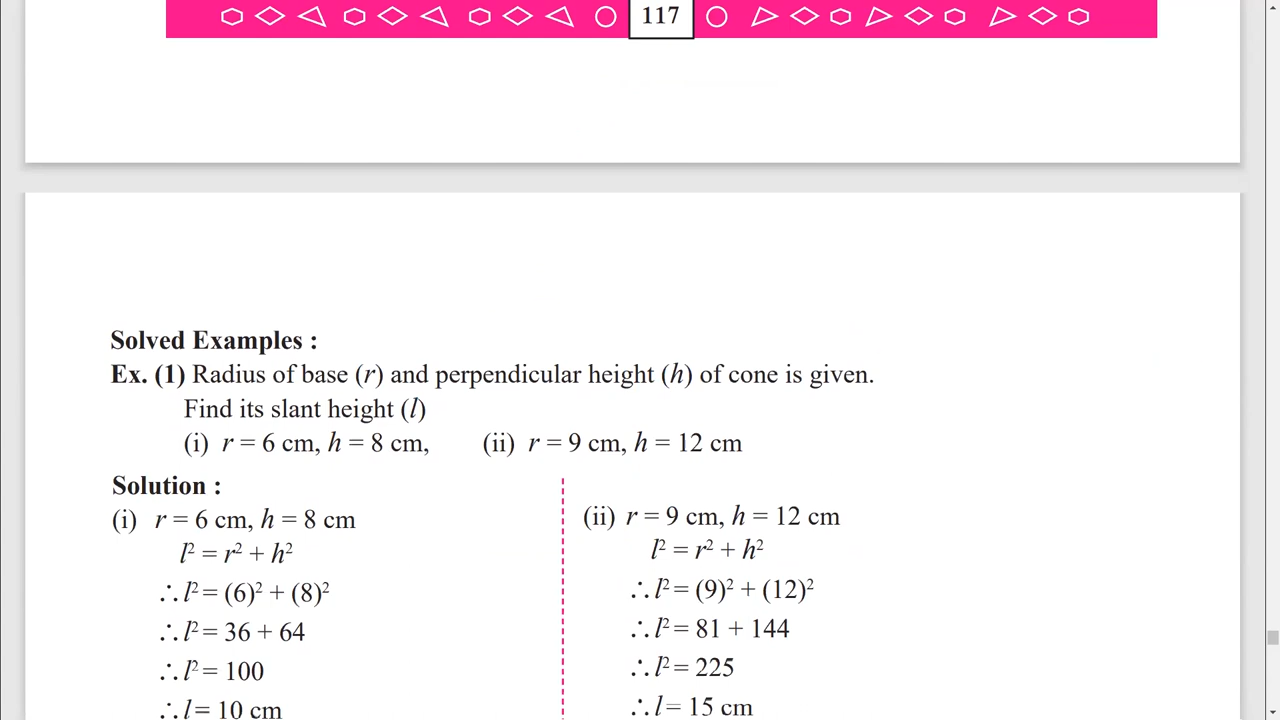 117
Solved Examples :
Ex. (1) Radius of base (r) and perpendicular height (h) of cone is given.
Find its slant height (l)
(i) r = 6 cm, h = 8 cm, (ii) r = 9 cm, h = 12 cm
Solution :
(i) r = 6 cm, h = 8 cm
l² = r² + h²
∴ l² = (6)² + (8)²
∴ l² = 36 + 64
∴ l² = 100
∴ l = 10 cm
(ii) r = 9 cm, h = 12 cm
l² = r² + h²
∴ l² = (9)² + (12)²
∴ l² = 81 + 144
∴ l² = 225
∴ l = 15 cm